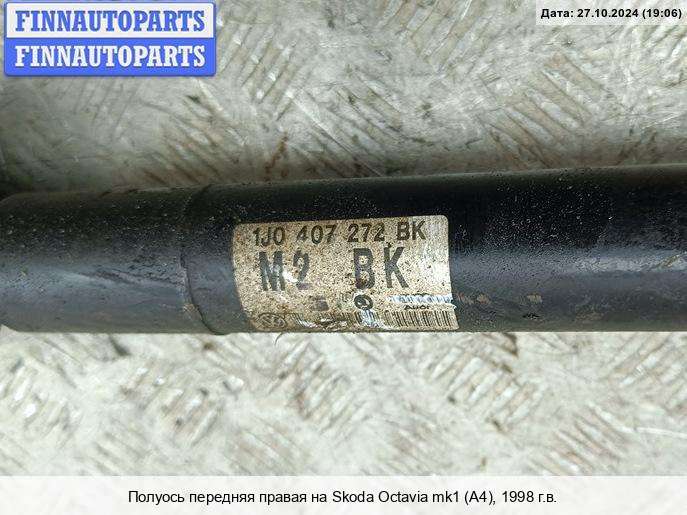 FINNAUTOPARTS
FINNAUTOPARTS
Дата: 27.10.2024 (19:06)
1J0 407 272 BK
M2 BK
Audi
Полуось передняя правая на Skoda Octavia mk1 (A4), 1998 г.в.